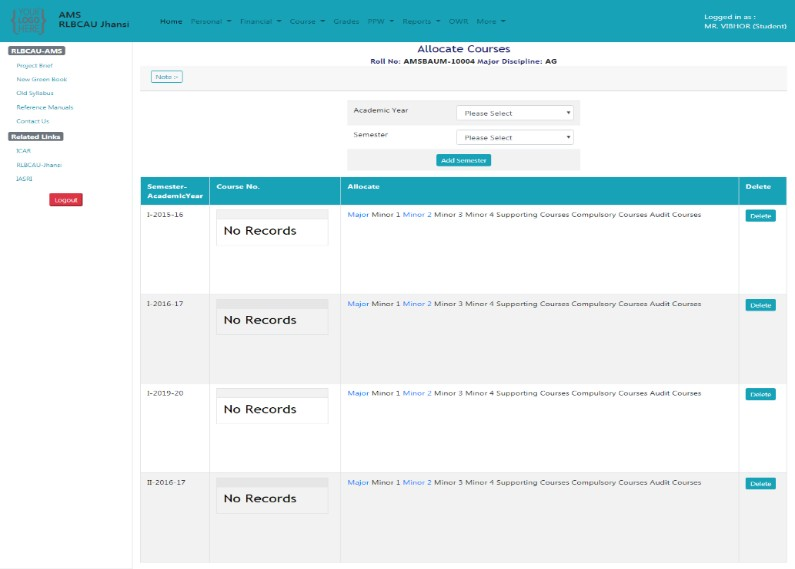 {YOUR
LOGO
HERE}
AMS
RLBCAU Jhansi
Home Personal Financial Course Grades PPW Reports OWR More
Logged in as :
MR. VIBHOR (Student)
RLBCAU-AMS
Project Brief
New Green Book
Old Syllabus
Reference Manuals
Contact Us
Related Links
ICAR
RLBCAU-Jhansi
IASRI
Logout
Allocate Courses
Roll No: AMSBAUM-10004 Major Discipline: AG
Note :-
Academic Year Please Select
Semester Please Select
Add Semester
Semester-AcademicYear Course No. Allocate Delete
I-2015-16 No Records Major Minor 1 Minor 2 Minor 3 Minor 4 Supporting Courses Compulsory Courses Audit Courses Delete
I-2016-17 No Records Major Minor 1 Minor 2 Minor 3 Minor 4 Supporting Courses Compulsory Courses Audit Courses Delete
I-2019-20 No Records Major Minor 1 Minor 2 Minor 3 Minor 4 Supporting Courses Compulsory Courses Audit Courses Delete
II-2016-17 No Records Major Minor 1 Minor 2 Minor 3 Minor 4 Supporting Courses Compulsory Courses Audit Courses Delete